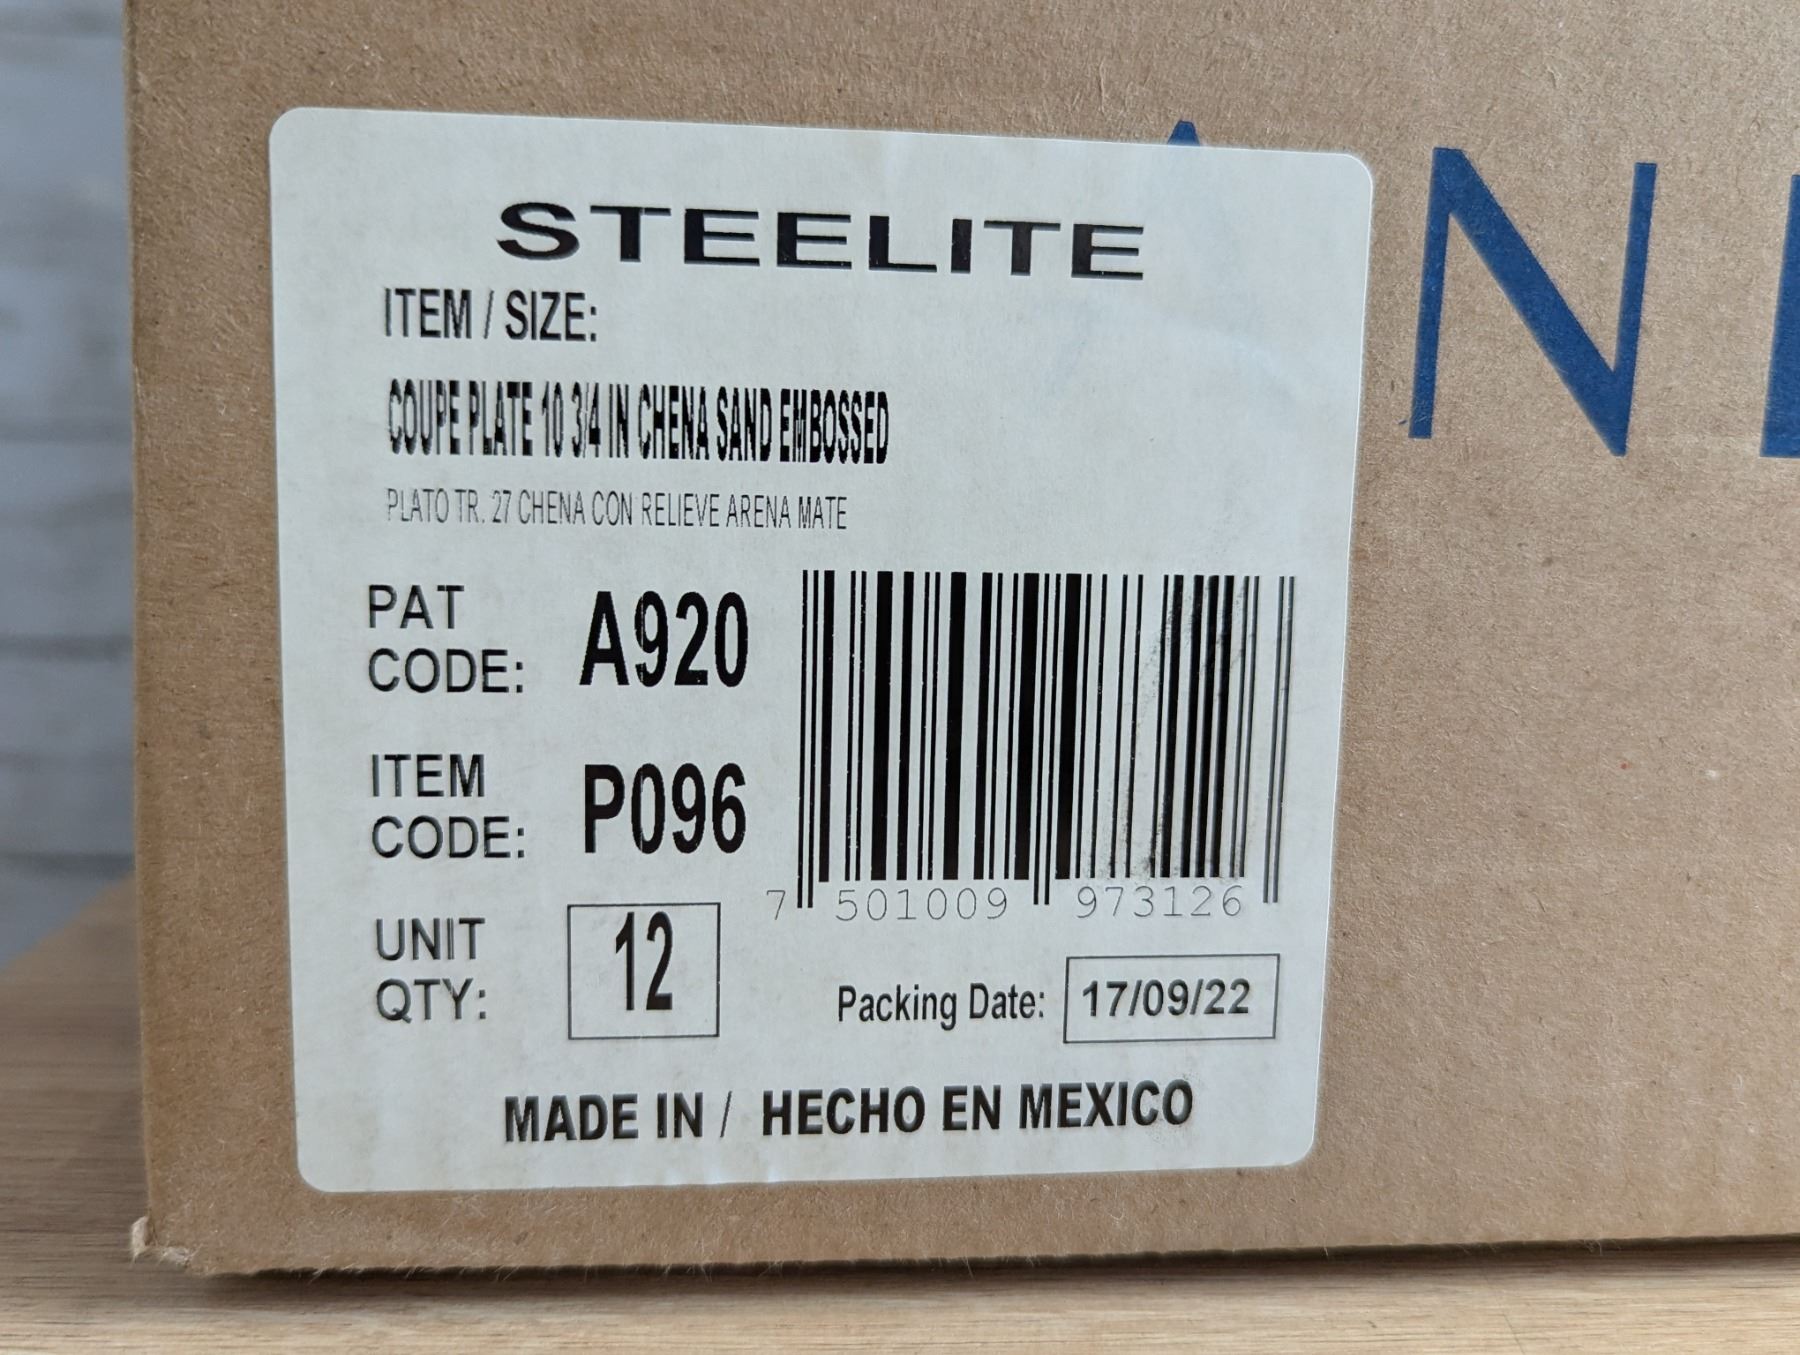 STEELITE
ITEM / SIZE:
COUPE PLATE 10 3/4 IN CHENA SAND EMBOSSED
PLATO TR. 27 CHENA CON RELIEVE ARENA MATE
PAT
CODE: A920
ITEM
CODE: P096
7 501009 973126
UNIT
QTY: 12
Packing Date: 17/09/22
MADE IN / HECHO EN MEXICO
AN